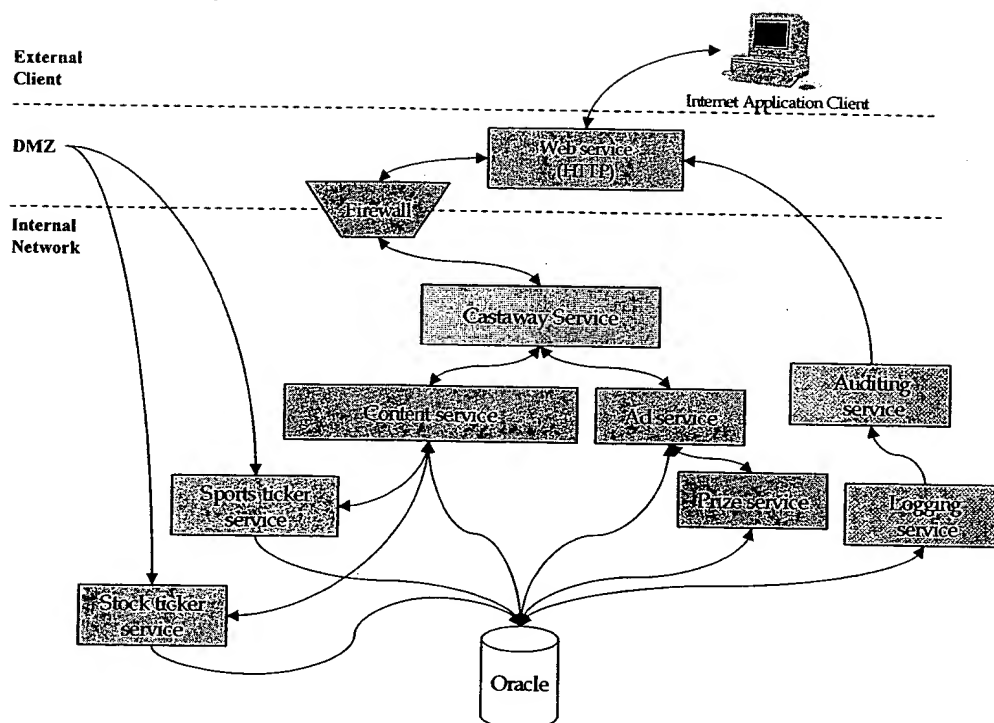 External
Client
Internet Application Client
DMZ
Web service
(HTTP)
Firewall
Internal
Network
Castaway Service
Content service
Ad service
Auditing
service
Sports ticker
service
Prize service
Logging
service
Stock ticker
service
Oracle